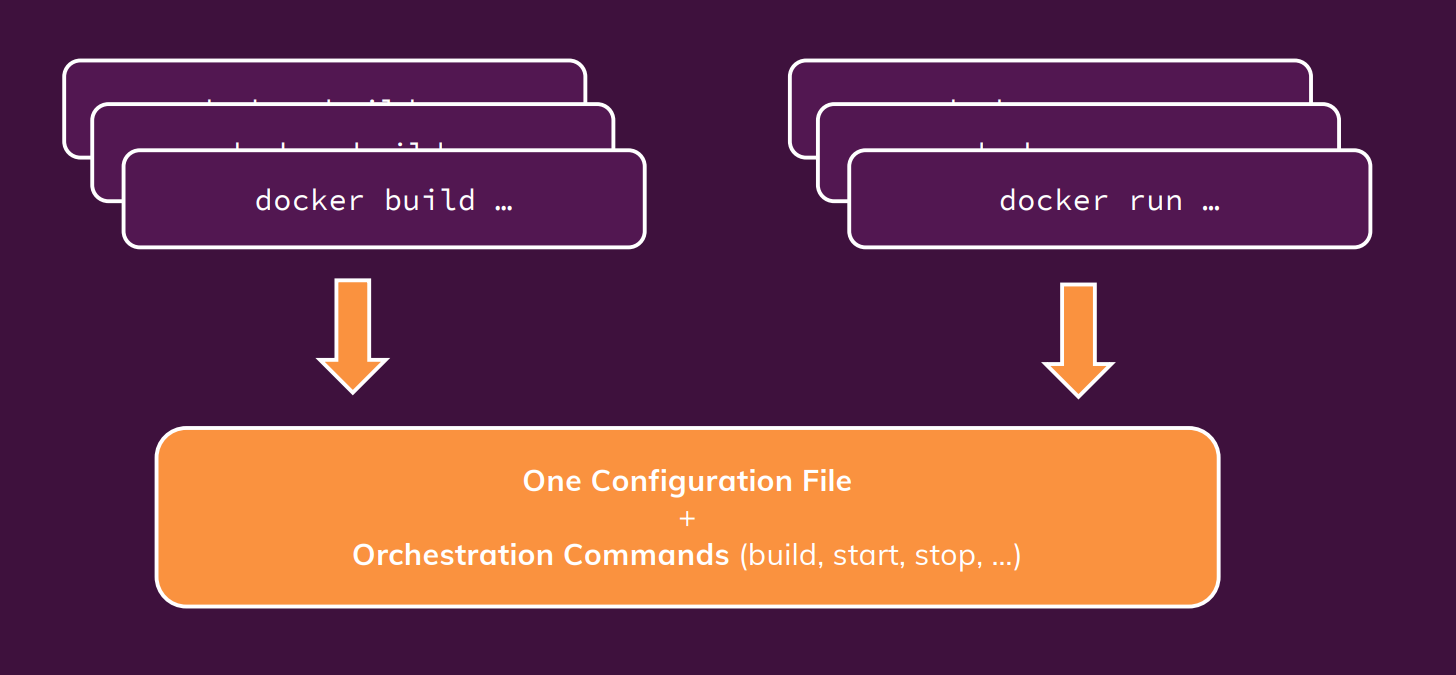 docker build …
docker run …
One Configuration File
+
Orchestration Commands (build, start, stop, …)